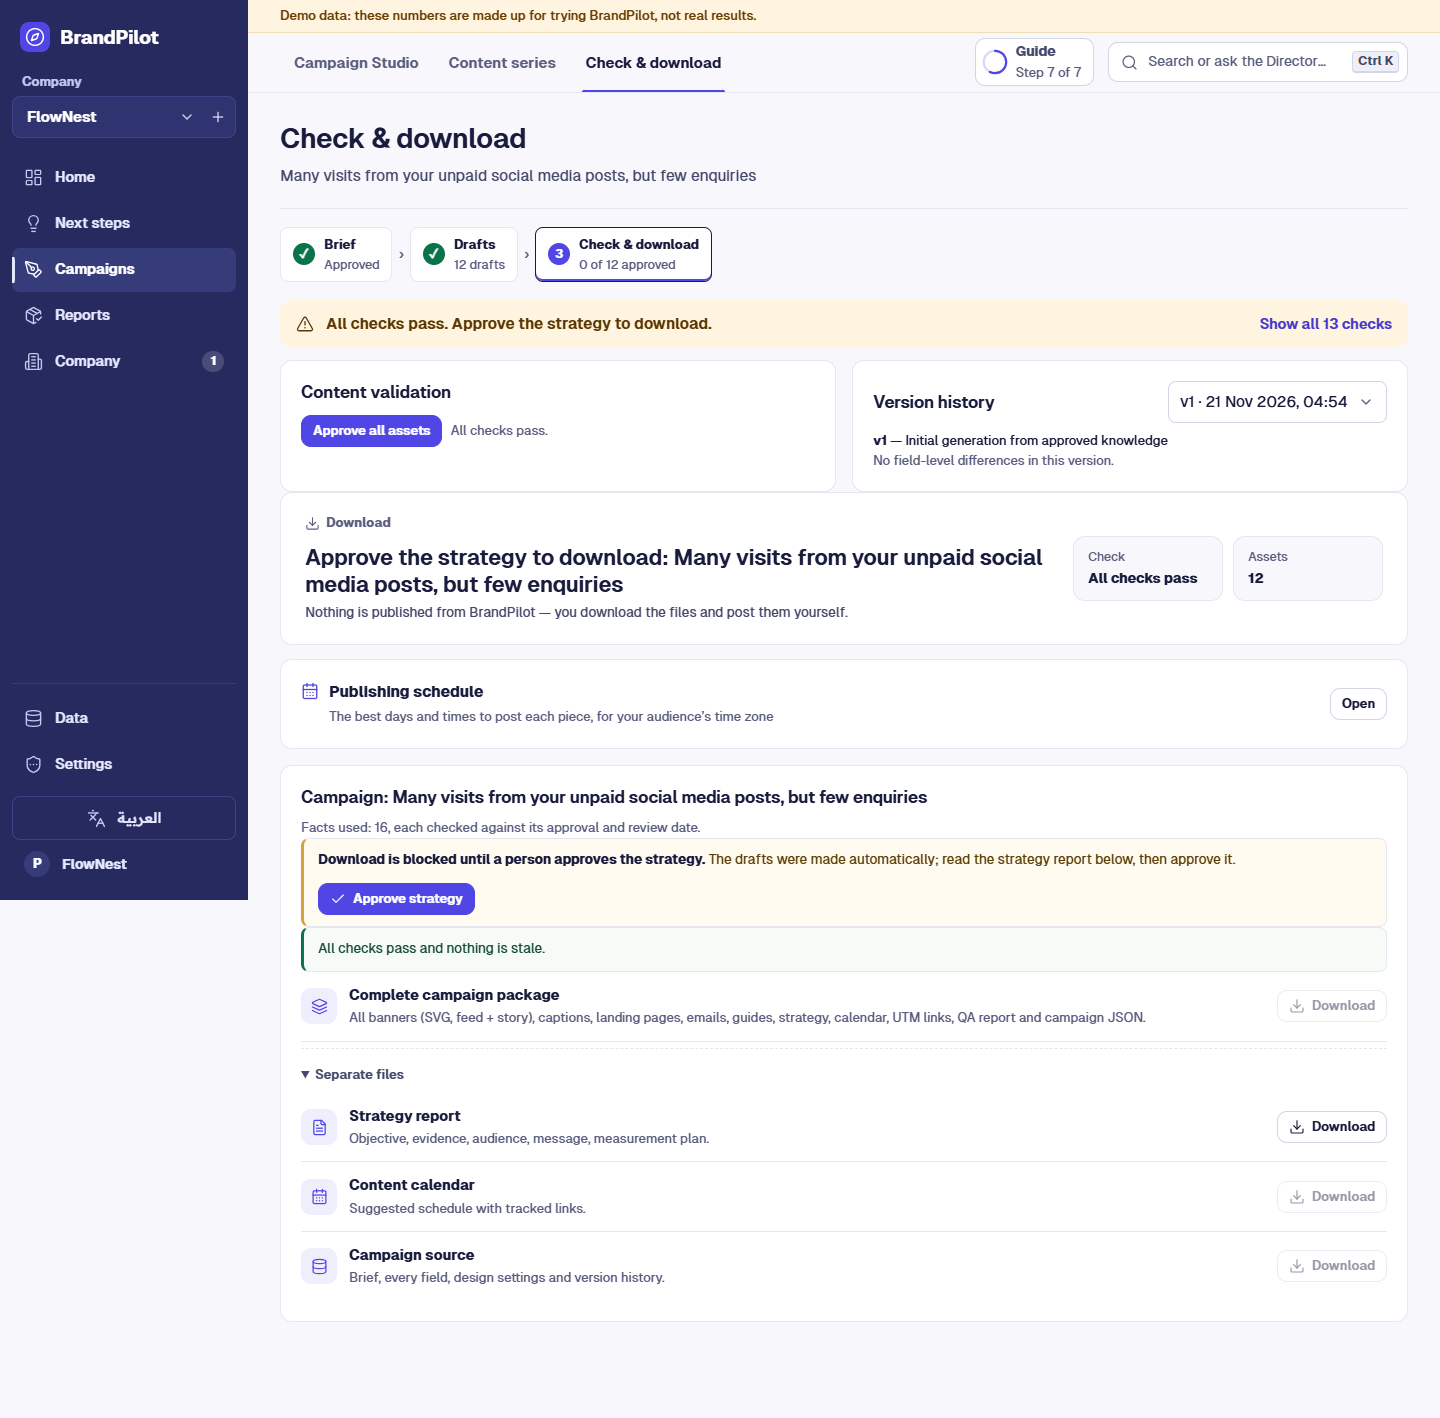 Demo data: these numbers are made up for trying BrandPilot, not real results.
BrandPilot
Company
FlowNest
Home
Next steps
Campaigns
Reports
Company
1
Data
Settings
العربية
P
FlowNest
Campaign Studio
Content series
Check & download
Guide
Step 7 of 7
Search or ask the Director...
Ctrl K
Check & download
Many visits from your unpaid social media posts, but few enquiries
Brief
Approved
›
Drafts
12 drafts
›
3
Check & download
0 of 12 approved
All checks pass. Approve the strategy to download.
Show all 13 checks
Content validation
Approve all assets
All checks pass.
Version history
v1 · 21 Nov 2026, 04:54
v1 — Initial generation from approved knowledge
No field-level differences in this version.
Download
Approve the strategy to download: Many visits from your unpaid social
media posts, but few enquiries
Nothing is published from BrandPilot — you download the files and post them yourself.
Check
All checks pass
Assets
12
Publishing schedule
The best days and times to post each piece, for your audience’s time zone
Open
Campaign: Many visits from your unpaid social media posts, but few enquiries
Facts used: 16, each checked against its approval and review date.
Download is blocked until a person approves the strategy. The drafts were made automatically; read the strategy report below, then approve it.
Approve strategy
All checks pass and nothing is stale.
Complete campaign package
All banners (SVG, feed + story), captions, landing pages, emails, guides, strategy, calendar, UTM links, QA report and campaign JSON.
Download
▼ Separate files
Strategy report
Objective, evidence, audience, message, measurement plan.
Download
Content calendar
Suggested schedule with tracked links.
Download
Campaign source
Brief, every field, design settings and version history.
Download